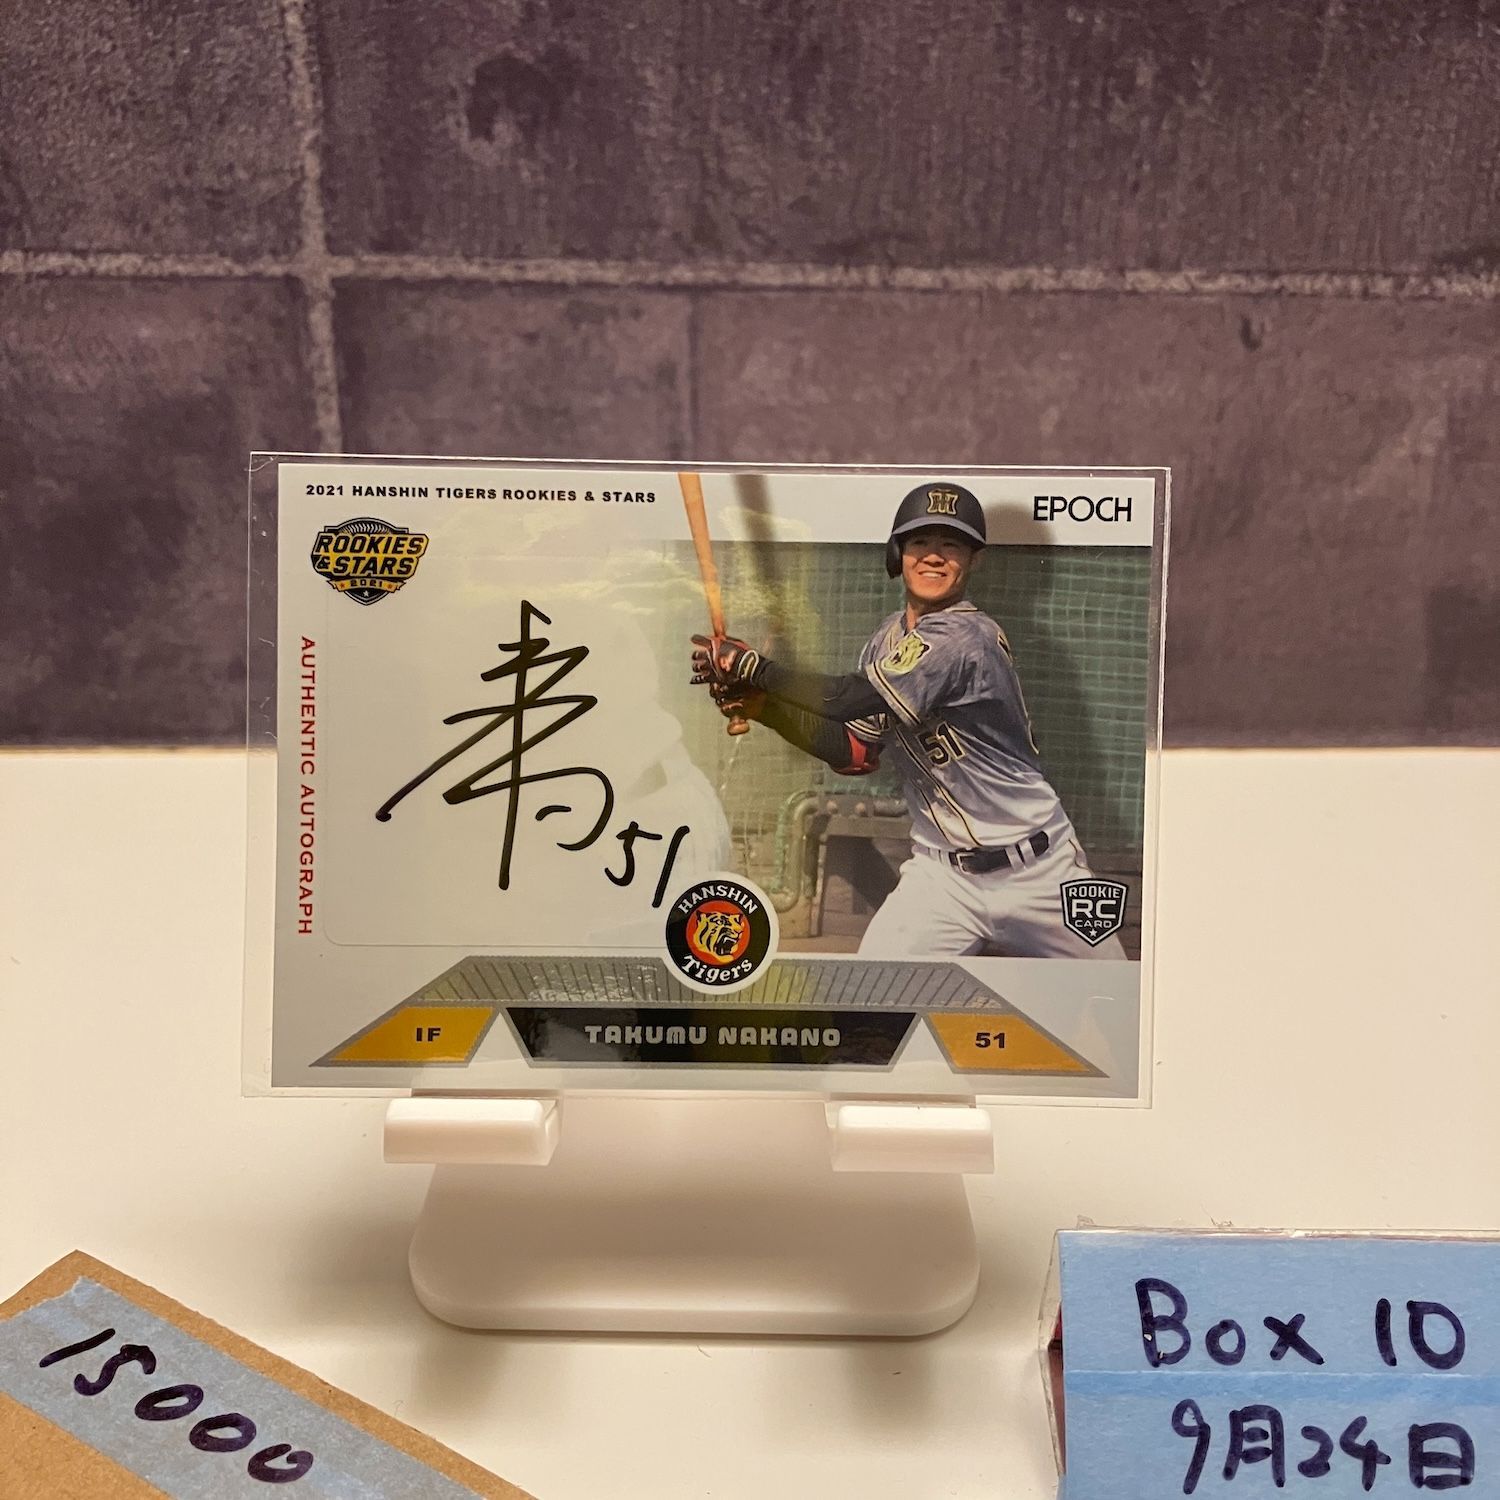 2021 HANSHIN TIGERS ROOKIES & STARS
EPOCH
ROOKIES
& STARS
2021
AUTHENTIC AUTOGRAPH
51
51
HANSHIN
Tigers
ROOKIE
RC
CARD
IF
TAKUMU NAKANO
51
15000
Box 10
9月24日